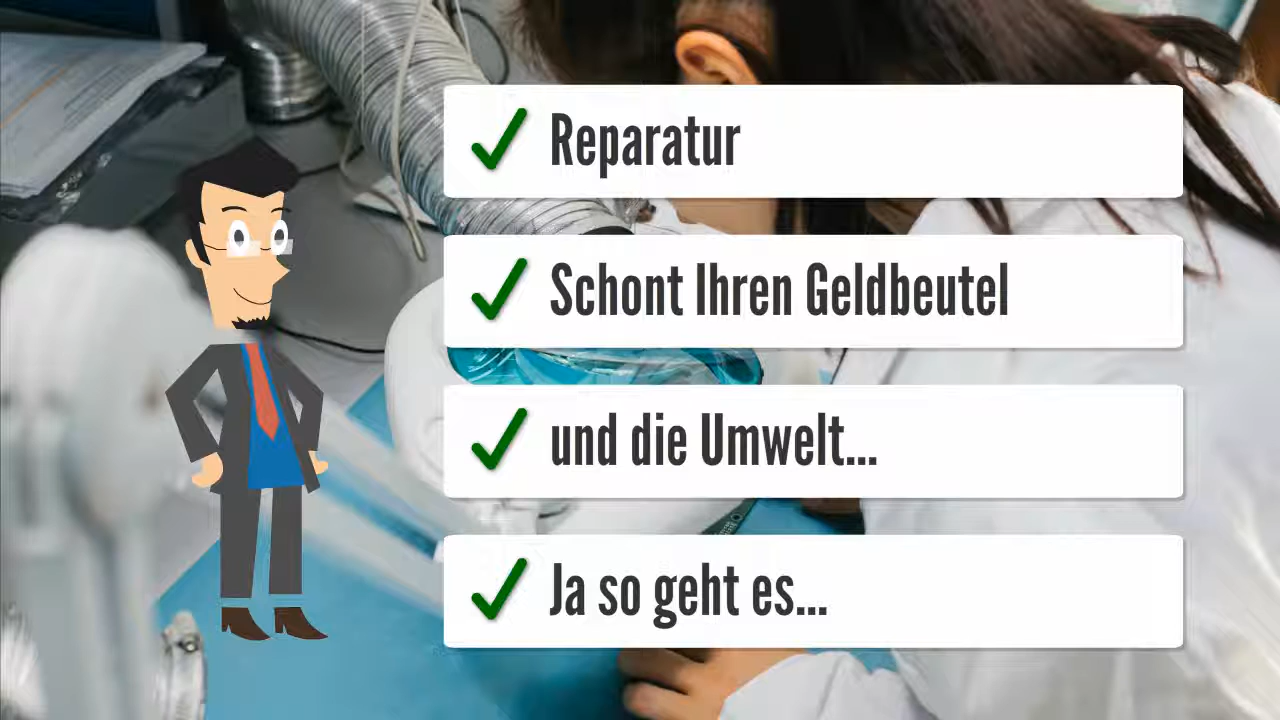 Reparatur
Schont Ihren Geldbeutel
und die Umwelt...
Ja so geht es...